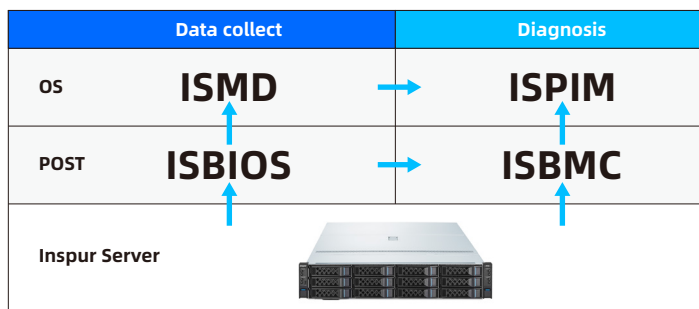 Data collect Diagnosis
OS ISMD ISPIM
POST ISBIOS ISBMC
Inspur Server